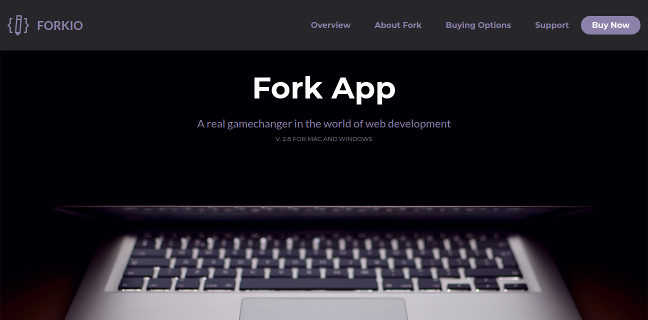 FORKIO
Overview About Fork Buying Options Support Buy Now
Fork App
A real gamechanger in the world of web development
V. 2.8 FOR MAC AND WINDOWS